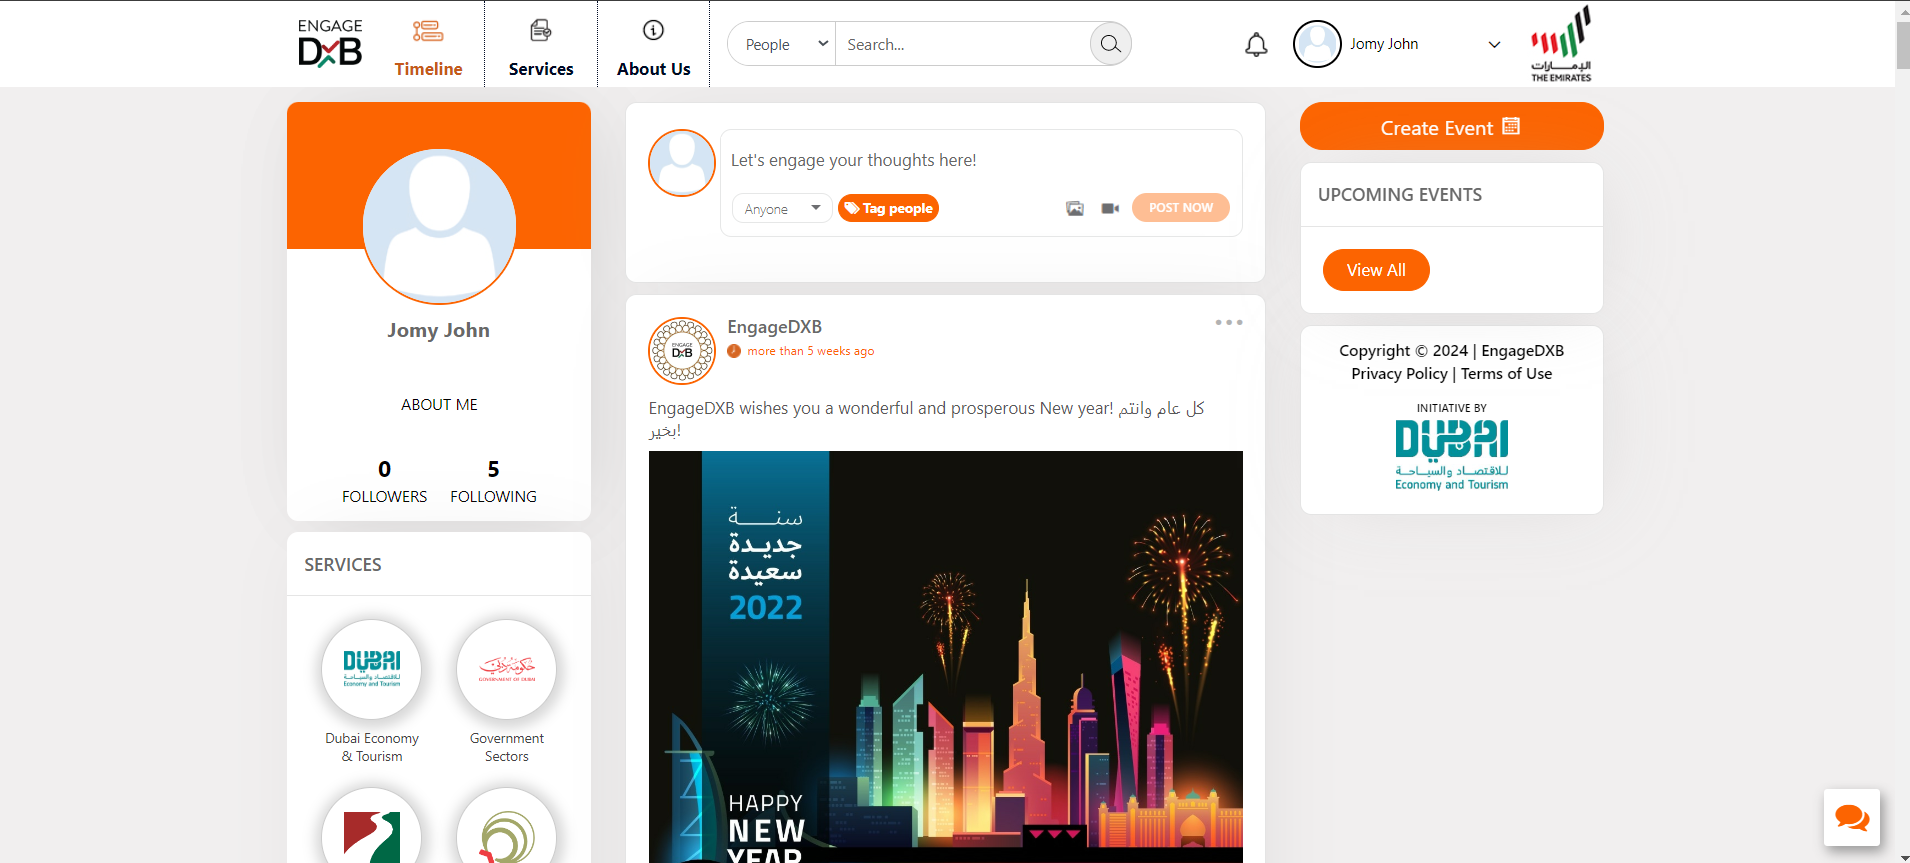 ENGAGE
DXB
Timeline
Services
About Us
People
Search...
Jomy John
الإمارات
THE EMIRATES
Jomy John
ABOUT ME
0
5
FOLLOWERS
FOLLOWING
SERVICES
DUBAI
للاقتصاد والسياحة
Economy and Tourism
حكومة دبي
GOVERNMENT OF DUBAI
Dubai Economy
& Tourism
Government
Sectors
Let's engage your thoughts here!
Anyone
Tag people
POST NOW
ENGAGE
DXB
EngageDXB
more than 5 weeks ago
EngageDXB wishes you a wonderful and prosperous New year! كل عام وانتم
بخير!
سنة
جديدة
سعيدة
2022
HAPPY
NEW
YEAR
Create Event
UPCOMING EVENTS
View All
Copyright © 2024 | EngageDXB
Privacy Policy | Terms of Use
INITIATIVE BY
DUBAI
للاقتصاد والسياحة
Economy and Tourism